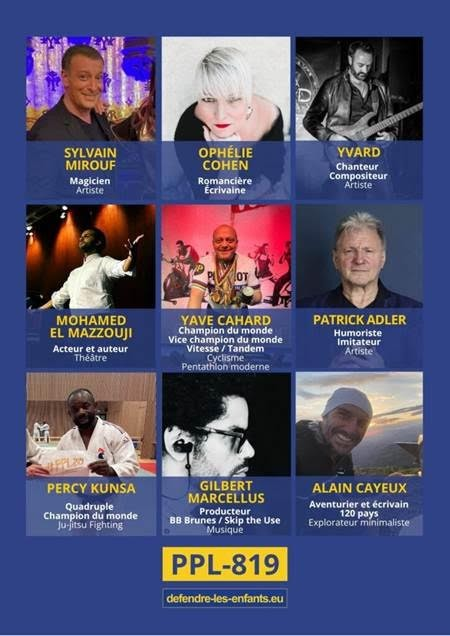 SYLVAIN
MIROUF
Magicien
Artiste
OPHÉLIE
COHEN
Romancière
Écrivaine
YVARD
Chanteur
Compositeur
Artiste
MOHAMED
EL MAZZOUJI
Acteur et auteur
Théâtre
YAVE CAHARD
Champion du monde
Vice champion du monde
Vitesse / Tandem
Cyclisme
Pentathlon moderne
PATRICK ADLER
Humoriste
Imitateur
Artiste
PERCY KUNSA
Quadruple
Champion du monde
Ju-jitsu Fighting
GILBERT
MARCELLUS
Producteur
BB Brunes / Skip the Use
Musique
ALAIN CAYEUX
Aventurier et écrivain
120 pays
Explorateur minimaliste
PPL-819
defendre-les-enfants.eu